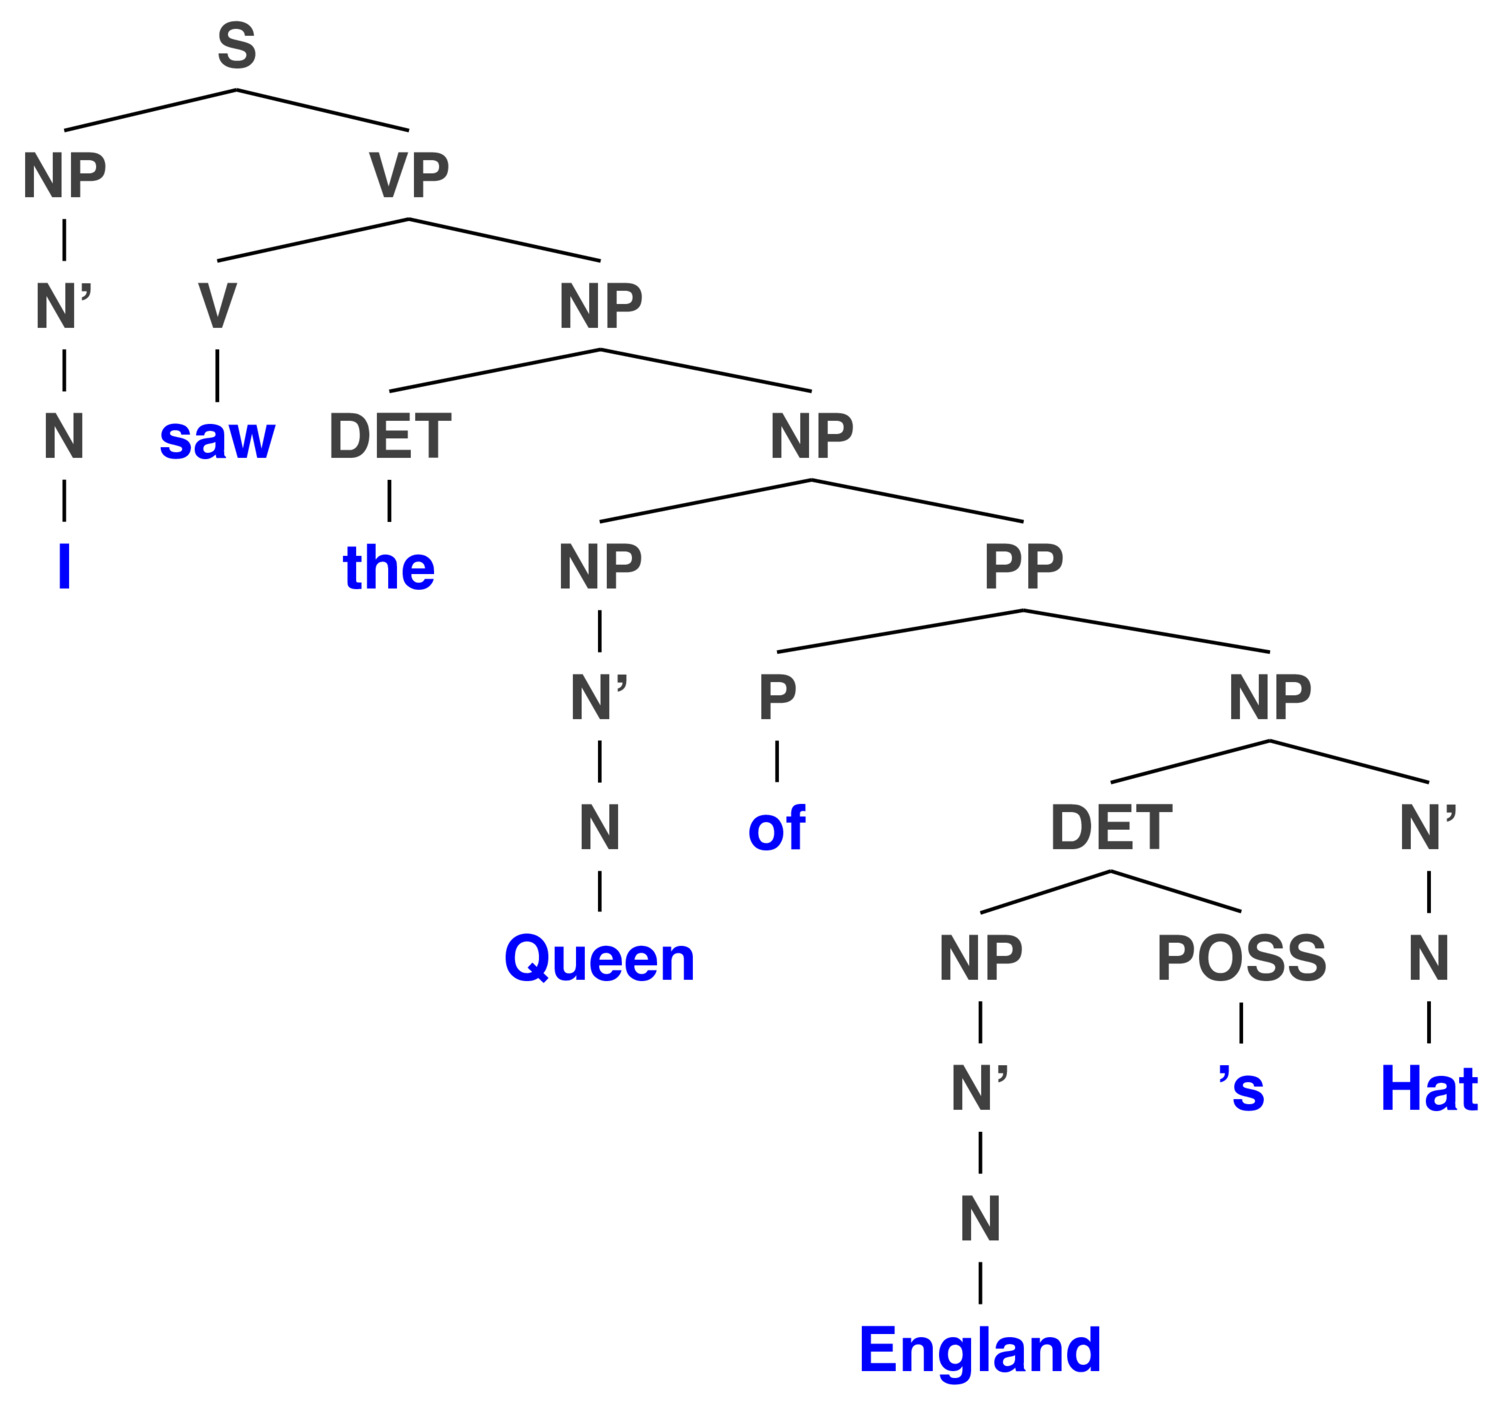 S
NP VP
N’ V NP
N saw DET NP
I the NP PP
N’ P NP
N of DET N’
Queen NP POSS N
N’ ’s Hat
N
England